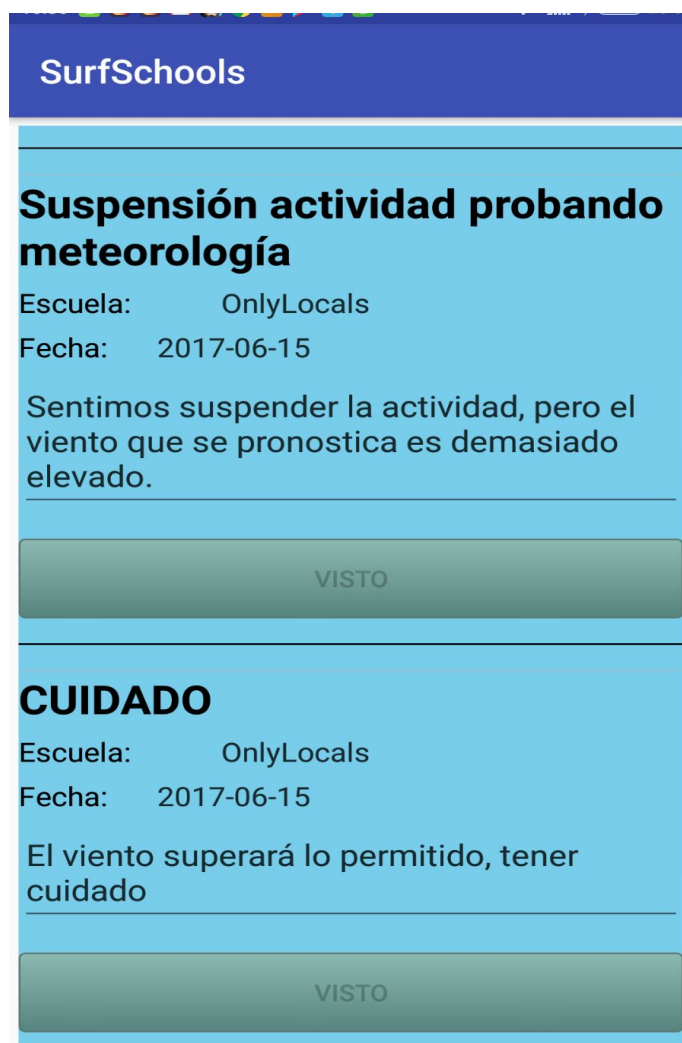 SurfSchools
Suspensión actividad probando
meteorología
Escuela: OnlyLocals
Fecha: 2017-06-15
Sentimos suspender la actividad, pero el
viento que se pronostica es demasiado
elevado.
VISTO
CUIDADO
Escuela: OnlyLocals
Fecha: 2017-06-15
El viento superará lo permitido, tener
cuidado
VISTO